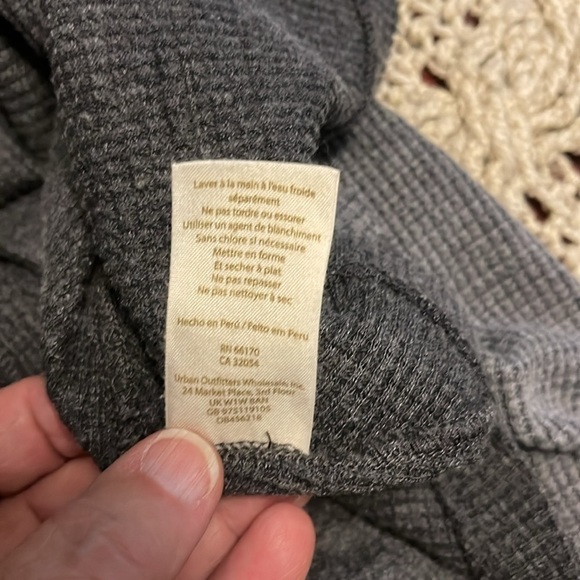 Laver à la main à l'eau froide
séparément
Ne pas tordre ou essorer
Utiliser un agent de blanchiment
Sans chlore si nécessaire
Mettre en forme
Et secher à plat
Ne pas repasser
Ne pas nettoyer à sec
Hecho en Perú / Feito em Peru
RN 66170
CA 32054
Urban Outfitters Wholesale, Inc.
24 Market Place, 3rd Floor
UK W1W 8AN
GB 975119105
OB456218